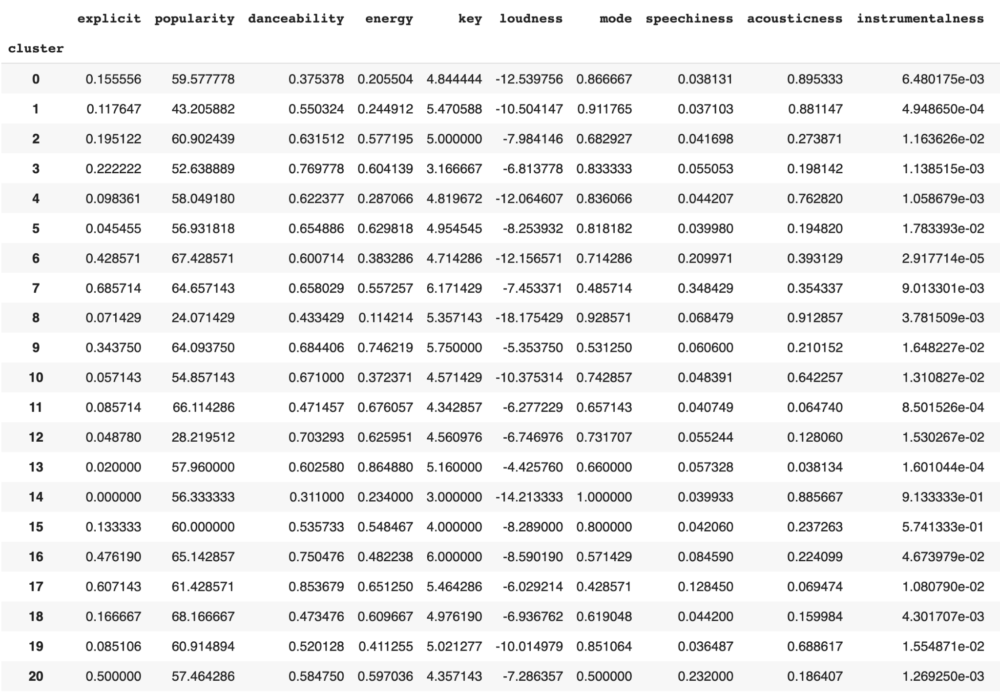 explicit popularity danceability energy key loudness mode speechiness acousticness instrumentalness
cluster
0 0.155556 59.577778 0.375378 0.205504 4.844444 -12.539756 0.866667 0.038131 0.895333 6.480175e-03
1 0.117647 43.205882 0.550324 0.244912 5.470588 -10.504147 0.911765 0.037103 0.881147 4.948650e-04
2 0.195122 60.902439 0.631512 0.577195 5.000000 -7.984146 0.682927 0.041698 0.273871 1.163626e-02
3 0.222222 52.638889 0.769778 0.604139 3.166667 -6.813778 0.833333 0.055053 0.198142 1.138515e-03
4 0.098361 58.049180 0.622377 0.287066 4.819672 -12.064607 0.836066 0.044207 0.762820 1.058679e-03
5 0.045455 56.931818 0.654886 0.629818 4.954545 -8.253932 0.818182 0.039980 0.194820 1.783393e-02
6 0.428571 67.428571 0.600714 0.383286 4.714286 -12.156571 0.714286 0.209971 0.393129 2.917714e-05
7 0.685714 64.657143 0.658029 0.557257 6.171429 -7.453371 0.485714 0.348429 0.354337 9.013301e-03
8 0.071429 24.071429 0.433429 0.114214 5.357143 -18.175429 0.928571 0.068479 0.912857 3.781509e-03
9 0.343750 64.093750 0.684406 0.746219 5.750000 -5.353750 0.531250 0.060600 0.210152 1.648227e-02
10 0.057143 54.857143 0.671000 0.372371 4.571429 -10.375314 0.742857 0.048391 0.642257 1.310827e-02
11 0.085714 66.114286 0.471457 0.676057 4.342857 -6.277229 0.657143 0.040749 0.064740 8.501526e-04
12 0.048780 28.219512 0.703293 0.625951 4.560976 -6.746976 0.731707 0.055244 0.128060 1.530267e-02
13 0.020000 57.960000 0.602580 0.864880 5.160000 -4.425760 0.660000 0.057328 0.038134 1.601044e-04
14 0.000000 56.333333 0.311000 0.234000 3.000000 -14.213333 1.000000 0.039933 0.885667 9.133333e-01
15 0.133333 60.000000 0.535733 0.548467 4.000000 -8.289000 0.800000 0.042060 0.237263 5.741333e-01
16 0.476190 65.142857 0.750476 0.482238 6.000000 -8.590190 0.571429 0.084590 0.224099 4.673979e-02
17 0.607143 61.428571 0.853679 0.651250 5.464286 -6.029214 0.428571 0.128450 0.069474 1.080790e-02
18 0.166667 68.166667 0.473476 0.609667 4.976190 -6.936762 0.619048 0.044200 0.159984 4.301707e-03
19 0.085106 60.914894 0.520128 0.411255 5.021277 -10.014979 0.851064 0.036487 0.688617 1.554871e-02
20 0.500000 57.464286 0.584750 0.597036 4.357143 -7.286357 0.500000 0.232000 0.186407 1.269250e-03